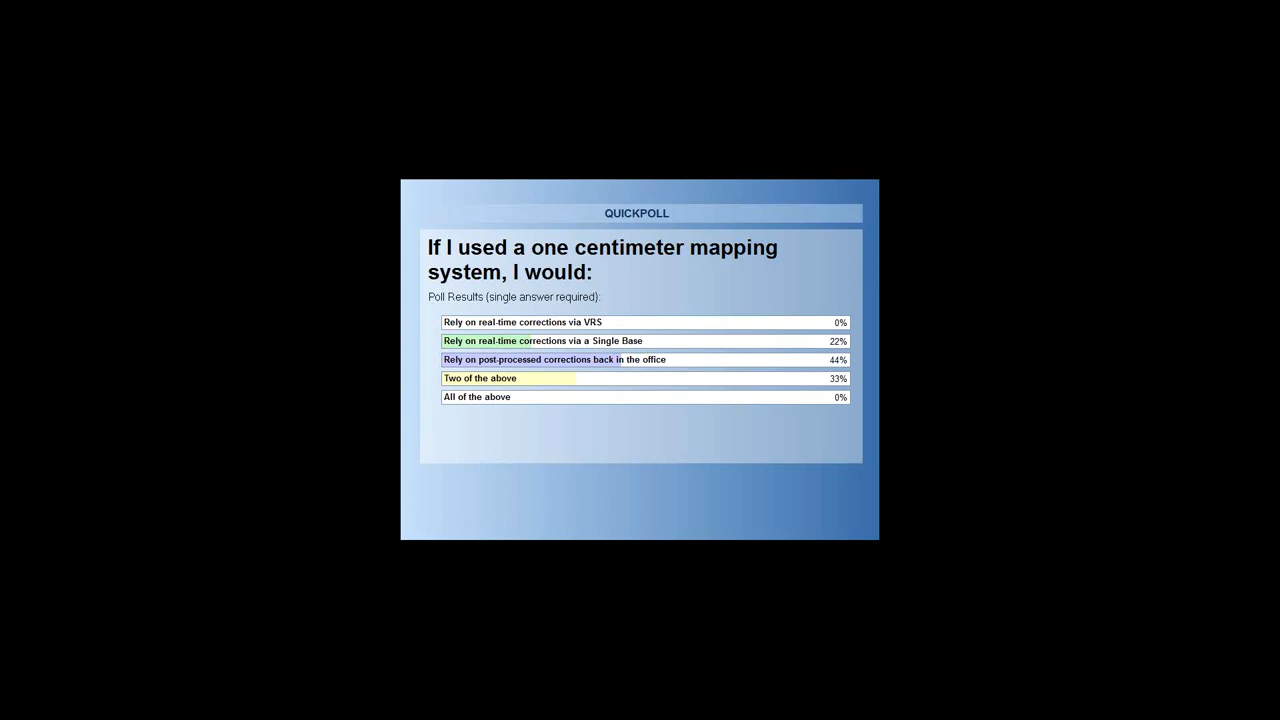 QUICKPOLL
If I used a one centimeter mapping
system, I would:
Poll Results (single answer required):
Rely on real-time corrections via VRS 0%
Rely on real-time corrections via a Single Base 22%
Rely on post-processed corrections back in the office 44%
Two of the above 33%
All of the above 0%